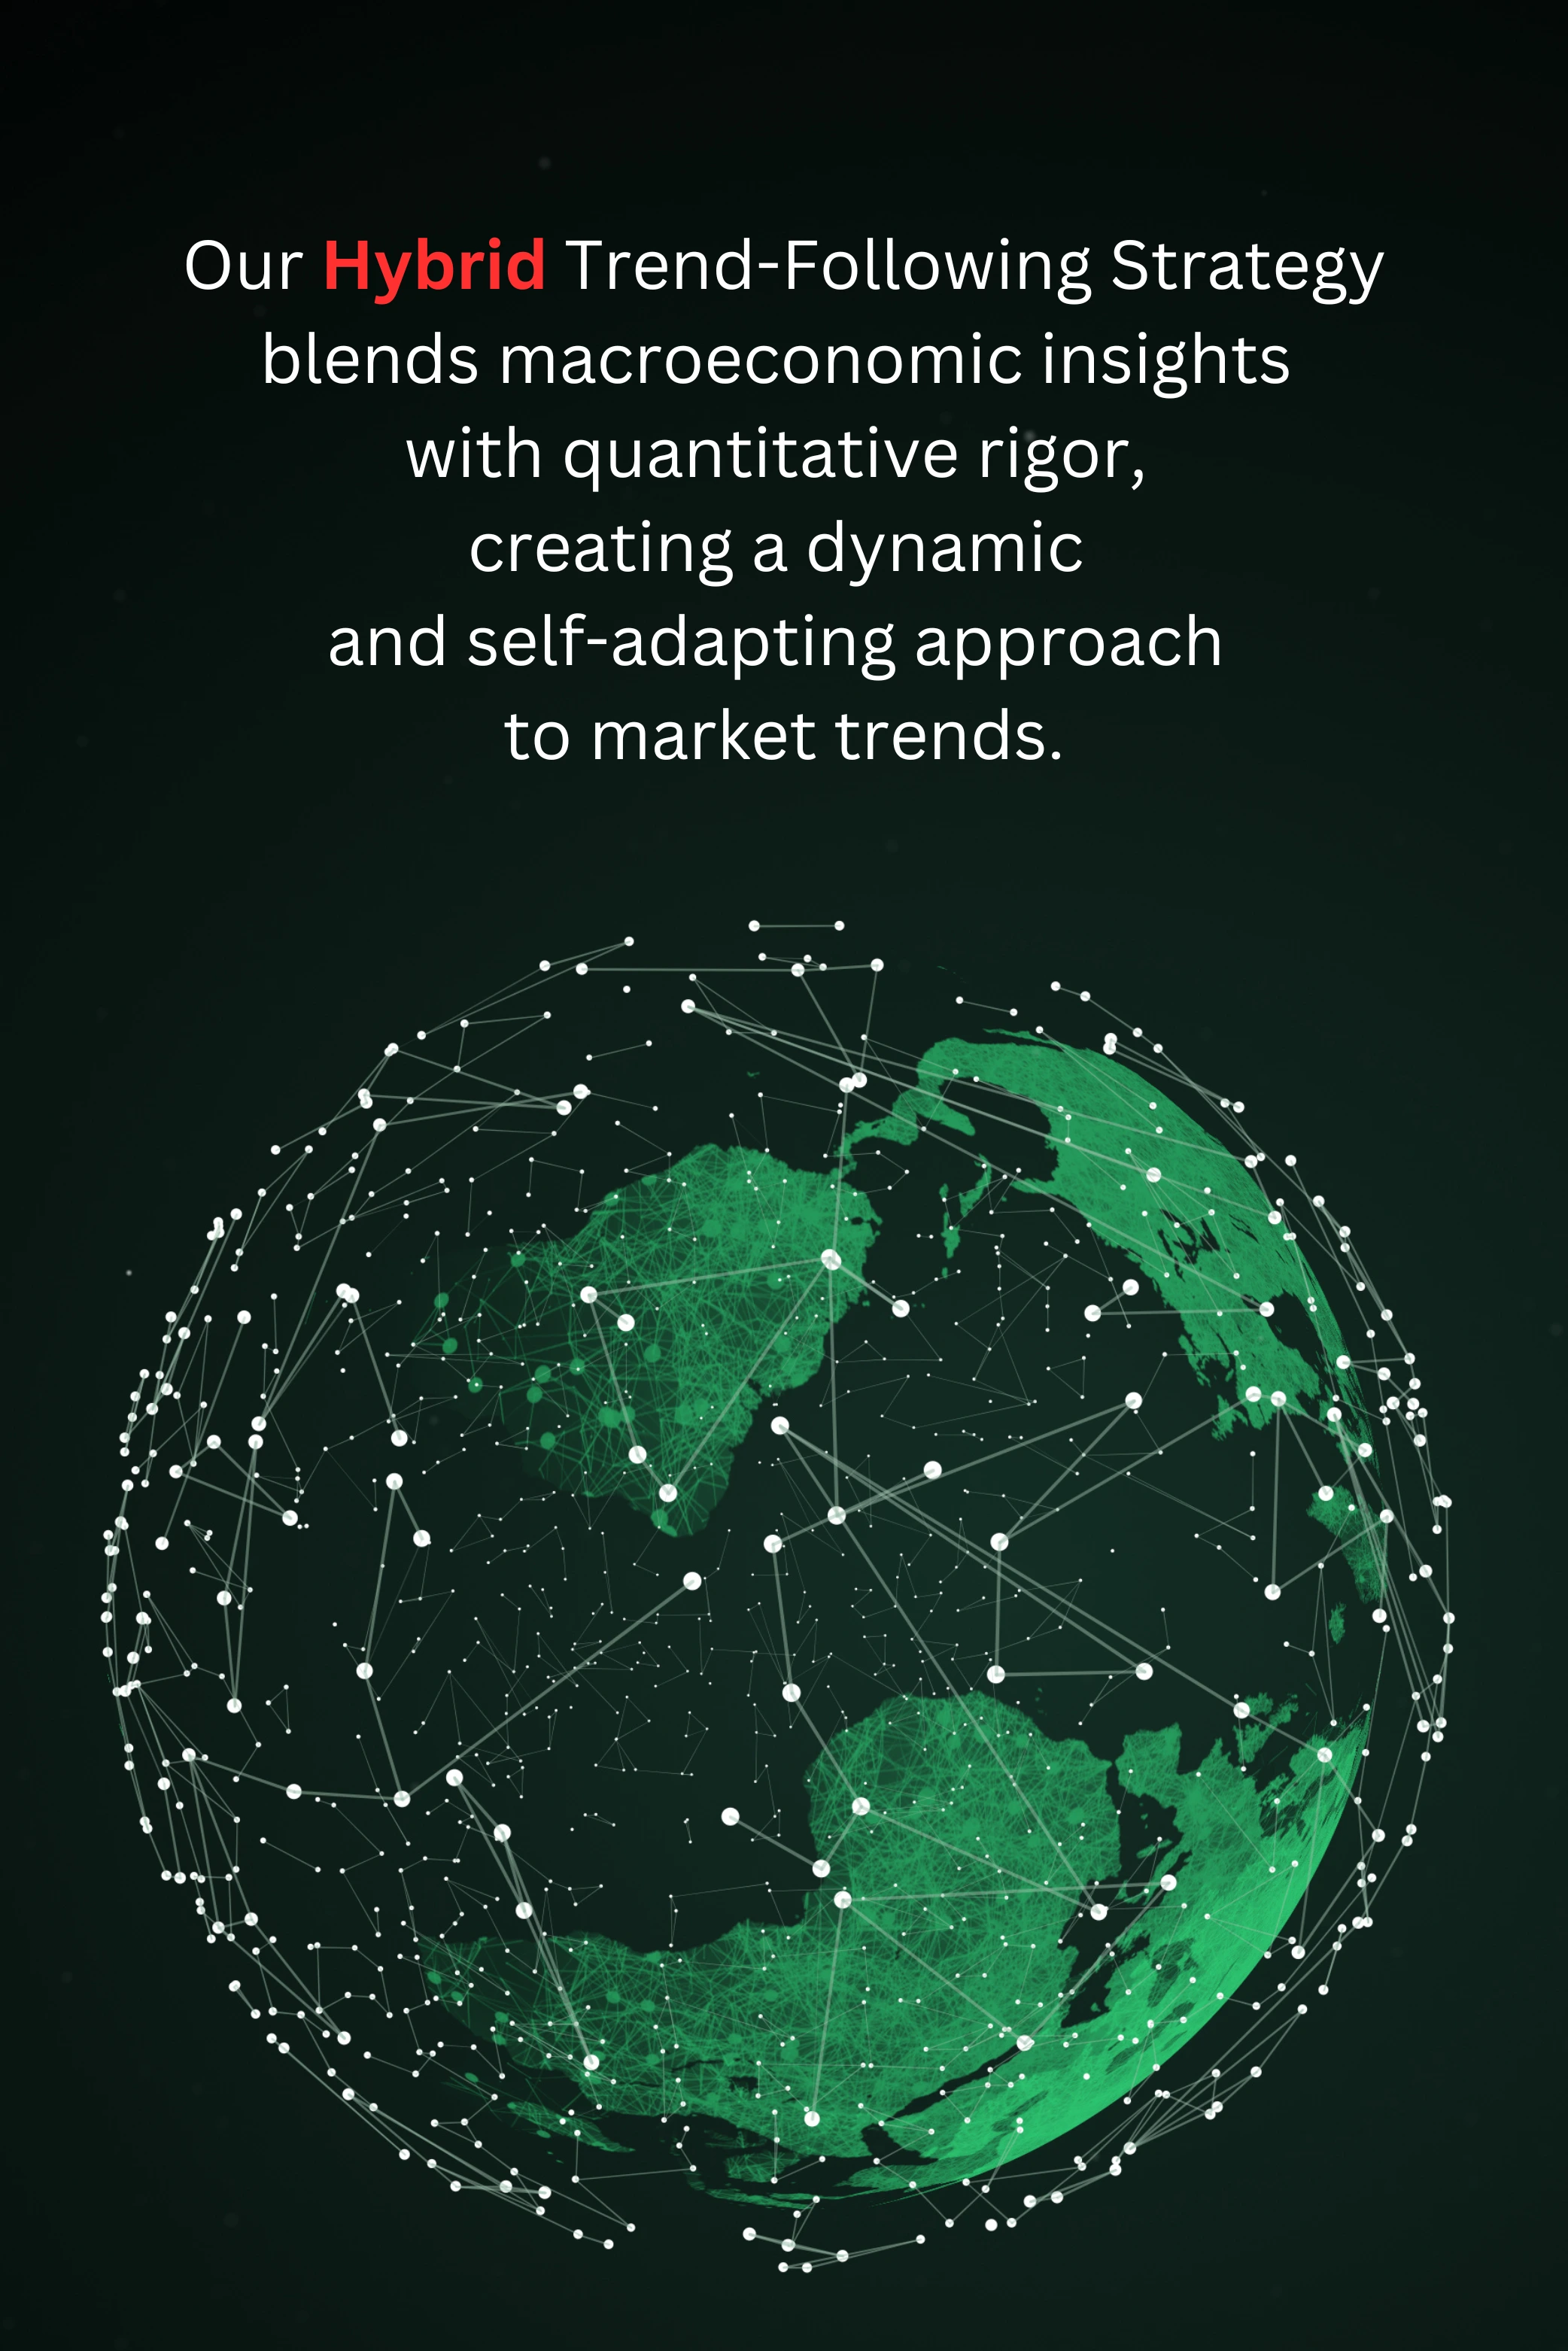 Our Hybrid Trend-Following Strategy
blends macroeconomic insights
with quantitative rigor,
creating a dynamic
and self-adapting approach
to market trends.